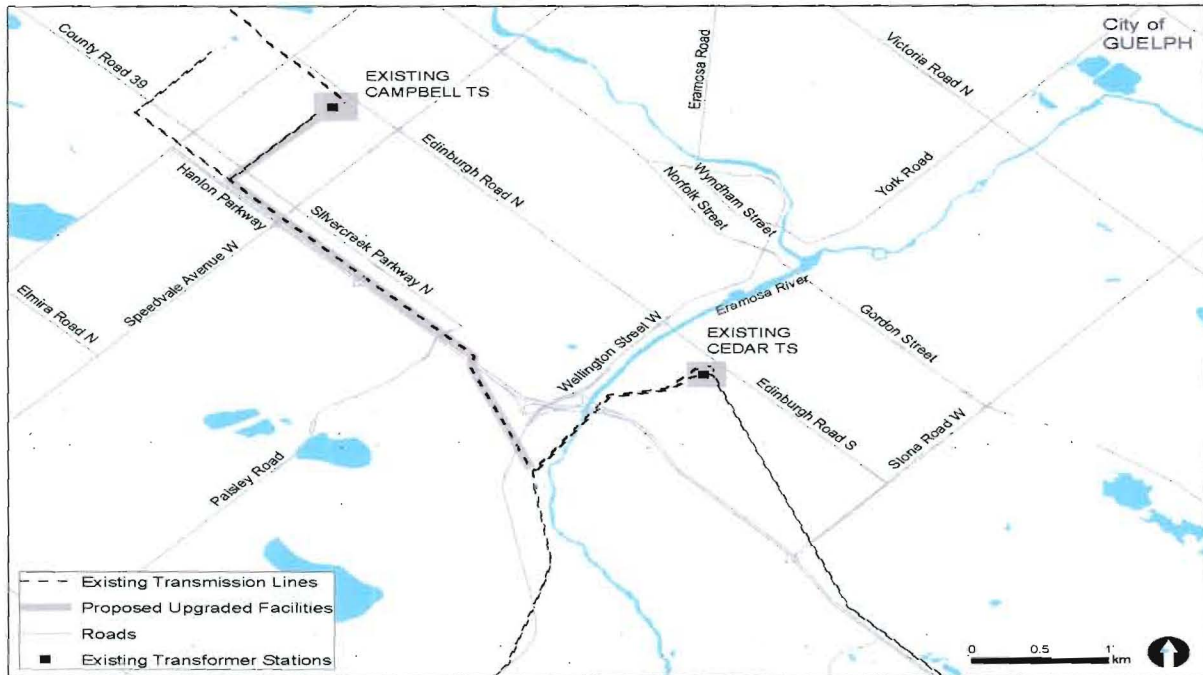 City of
GUELPH
County Road 39
EXISTING
CAMPBELL TS
Eramosa Road
Victoria Road N
Edinburgh Road N
Wyndham Street
Norfolk Street
York Road
Hanlon Parkway
Silvercreek Parkway N
Speedvale Avenue W
Elmira Road N
Eramosa River
Wellington Street W
EXISTING
CEDAR TS
Gordon Street
Edinburgh Road S
Stone Road W
Paisley Road
Existing Transmission Lines
Proposed Upgraded Facilities
Roads
Existing Transformer Stations
0 0.5 1
km